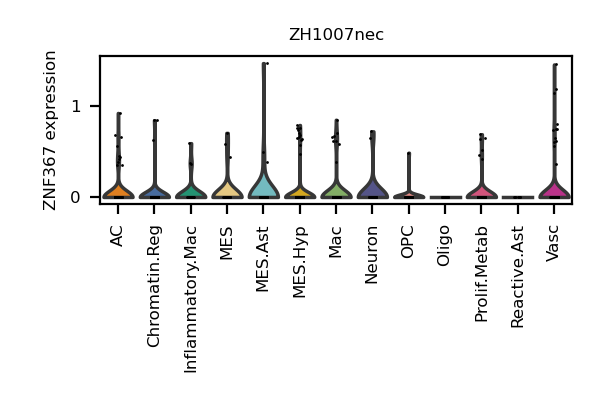 ZH1007nec
ZNF367 expression
1
0
AC
Chromatin.Reg
Inflammatory.Mac
MES
MES.Ast
MES.Hyp
Mac
Neuron
OPC
Oligo
Prolif.Metab
Reactive.Ast
Vasc